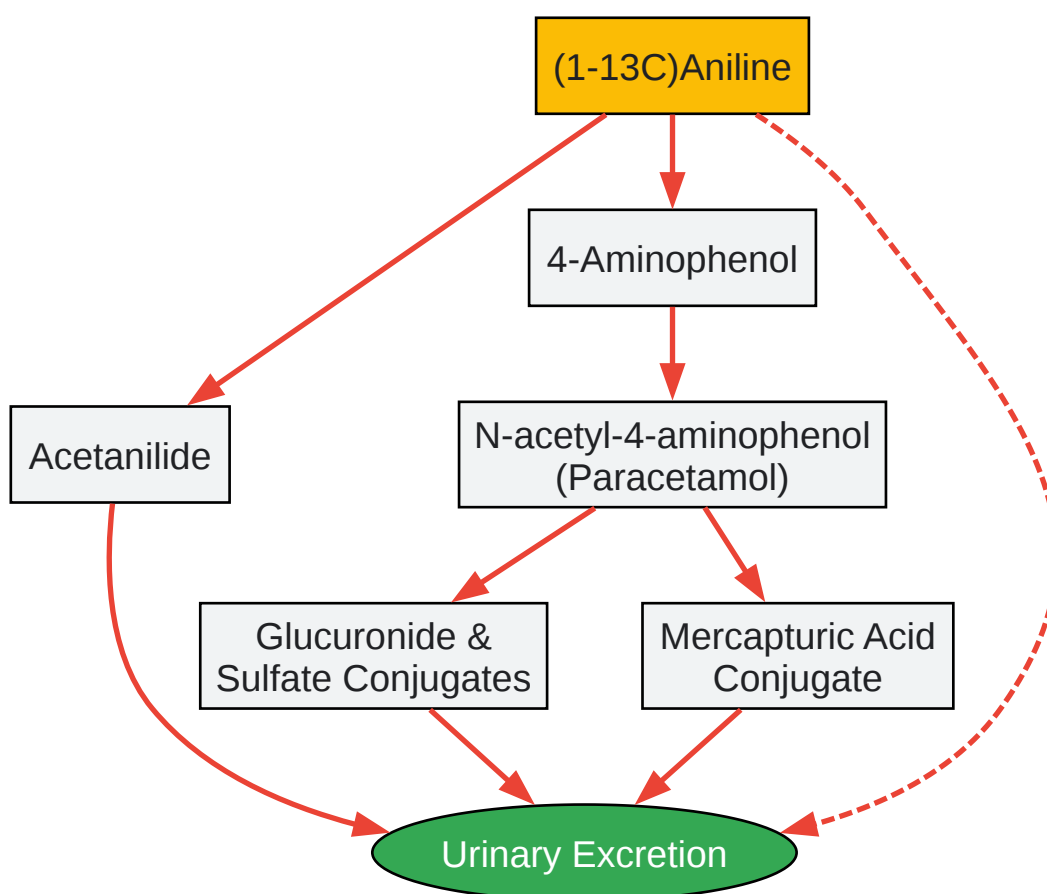 (1-13C)Aniline
4-Aminophenol
Acetanilide
N-acetyl-4-aminophenol
(Paracetamol)
Glucuronide &
Sulfate Conjugates
Mercapturic Acid
Conjugate
Urinary Excretion